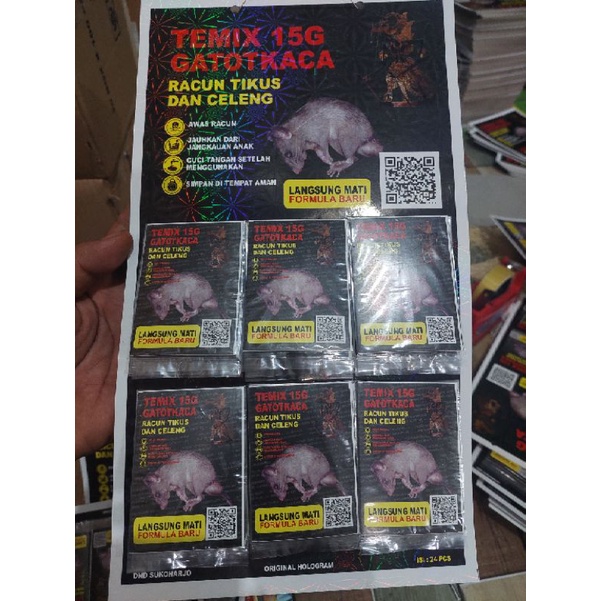 TEMIX 15G
GATOTKACA
RACUN TIKUS
DAN CELENG
AWAS RACUN
JAUHKAN DARI
JANGKAUAN ANAK
CUCI TANGAN SETELAH
MENGGUNAKAN
SIMPAN DI TEMPAT AMAN
LANGSUNG MATI
FORMULA BARU
TEMIX 15G
GATOTKACA
RACUN TIKUS
DAN CELENG
LANGSUNG MATI
FORMULA BARU
TEMIX 15G
GATOTKACA
RACUN TIKUS
DAN CELENG
LANGSUNG MATI
FORMULA BARU
TEMIX 15G
GATOTKACA
RACUN TIKUS
DAN CELENG
LANGSUNG MATI
FORMULA BARU
TEMIX 15G
GATOTKACA
RACUN TIKUS
DAN CELENG
LANGSUNG MATI
FORMULA BARU
TEMIX 15G
GATOTKACA
RACUN TIKUS
DAN CELENG
LANGSUNG MATI
FORMULA BARU
TEMIX 15G
GATOTKACA
RACUN TIKUS
DAN CELENG
LANGSUNG MATI
FORMULA BARU
DND SUKOHARJO
ORIGINAL HOLOGRAM
ISI : 24 PCS